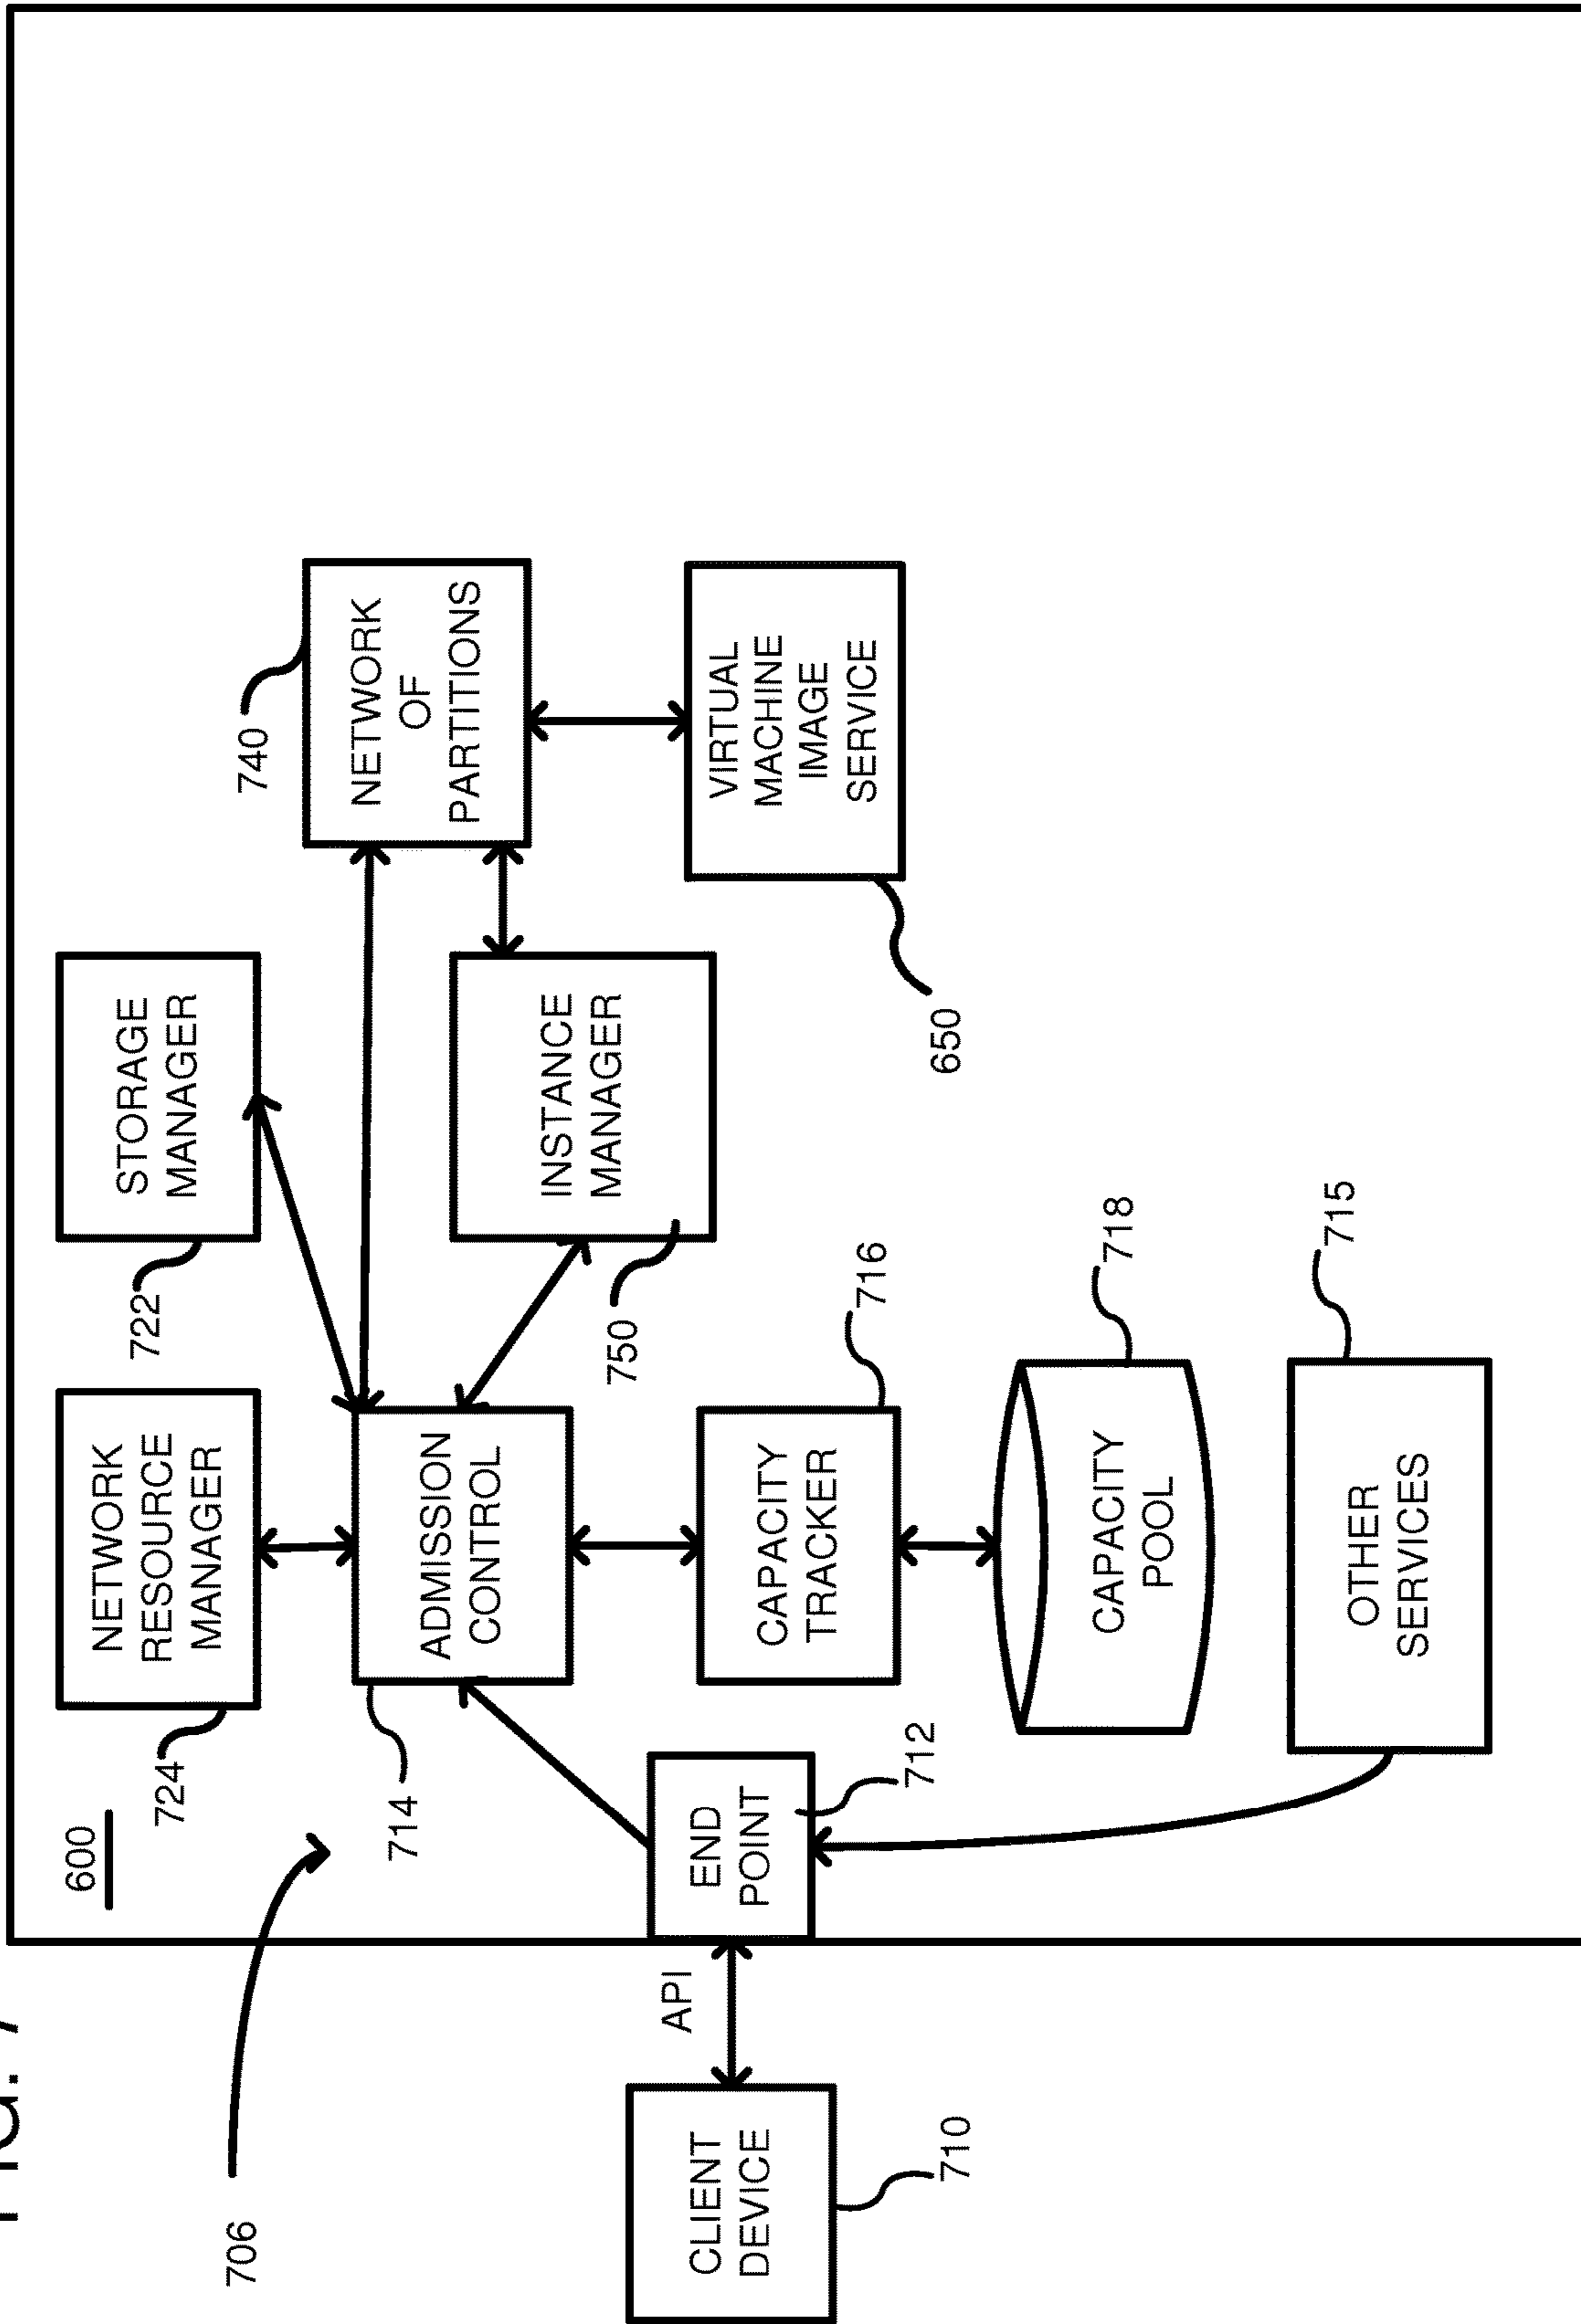 FIG. 7
600
706
724
NETWORK
RESOURCE
MANAGER
722
STORAGE
MANAGER
714
ADMISSION
CONTROL
740
NETWORK
OF
PARTITIONS
750
INSTANCE
MANAGER
API
CLIENT
DEVICE
710
END
POINT
712
CAPACITY
TRACKER
716
VIRTUAL
MACHINE
IMAGE
SERVICE
650
CAPACITY
POOL
718
OTHER
SERVICES
715